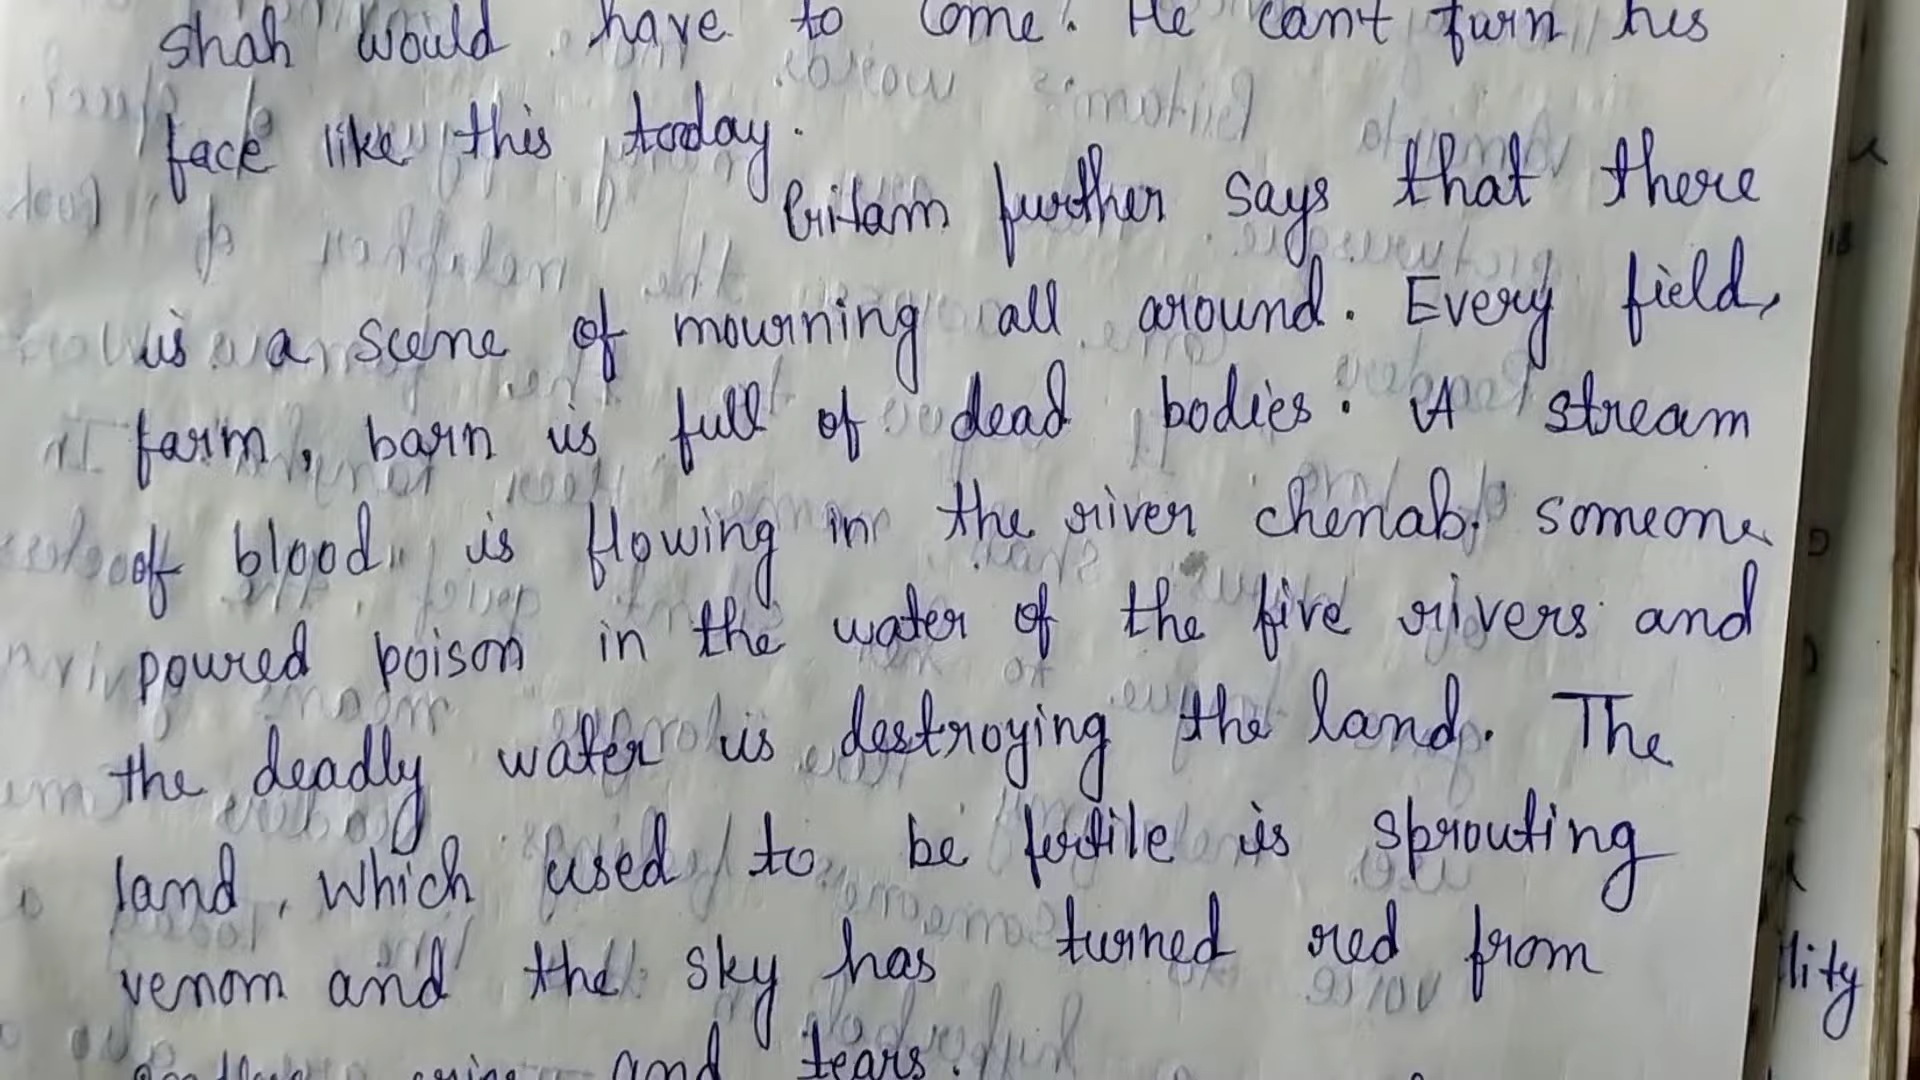 shah would have to come. He can't turn his
face like this today.
Pritam further says that there
is a scene of mourning all around. Every field,
farm, barn is full of dead bodies. A stream
of blood is flowing in the river chenab. someone
poured poison in the water of the five rivers and
the deadly water is destroying the land. The
land, which used to be fertile is sprouting
venom and the sky has turned red from
and tears.
lity